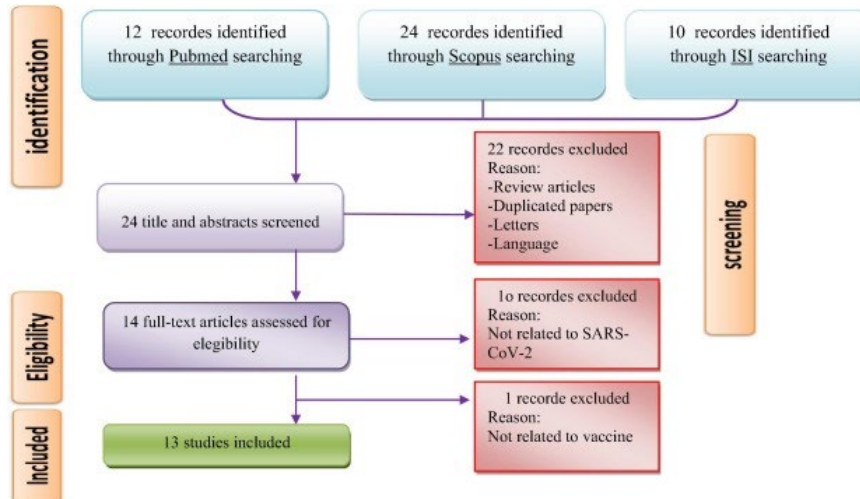 12 recordes identified
through Pubmed searching
24 recordes identified
through Scopus searching
10 recordes identified
through ISI searching
identification
22 recordes excluded
Reason:
-Review articles
-Duplicated papers
-Letters
-Language
24 title and abstracts screened
screening
Eligibility
14 full-text articles assessed for
elegibility
1o recordes excluded
Reason:
Not related to SARS-
CoV-2
1 recorde excluded
Reason:
Not related to vaccine
Included
13 studies included